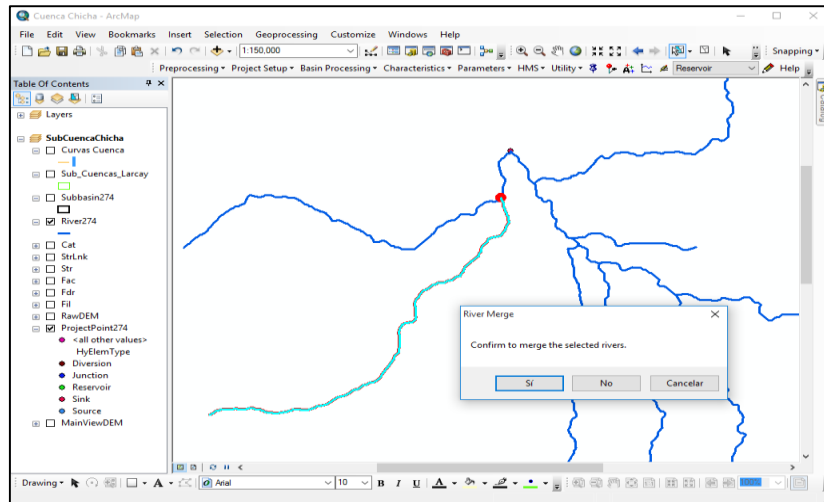 Cuenca Chicha - ArcMap
File Edit View Bookmarks Insert Selection Geoprocessing Customize Windows Help
1:150,000 Snapping
Preprocessing Project Setup Basin Processing Characteristics Parameters HMS Utility Reservoir Help
Table Of Contents
Catalog
Layers
SubCuencaChicha
Curvas Cuenca
Sub_Cuencas_Larcay
Subbasin274
River274
Cat
StrLnk
Str
Fac
Fdr
Fil
RawDEM
ProjectPoint274
<all other values>
HyElemType
Diversion
Junction
Reservoir
Sink
Source
MainViewDEM
River Merge
Confirm to merge the selected rivers.
Sí No Cancelar
Drawing A Arial 10 B I U A 100%